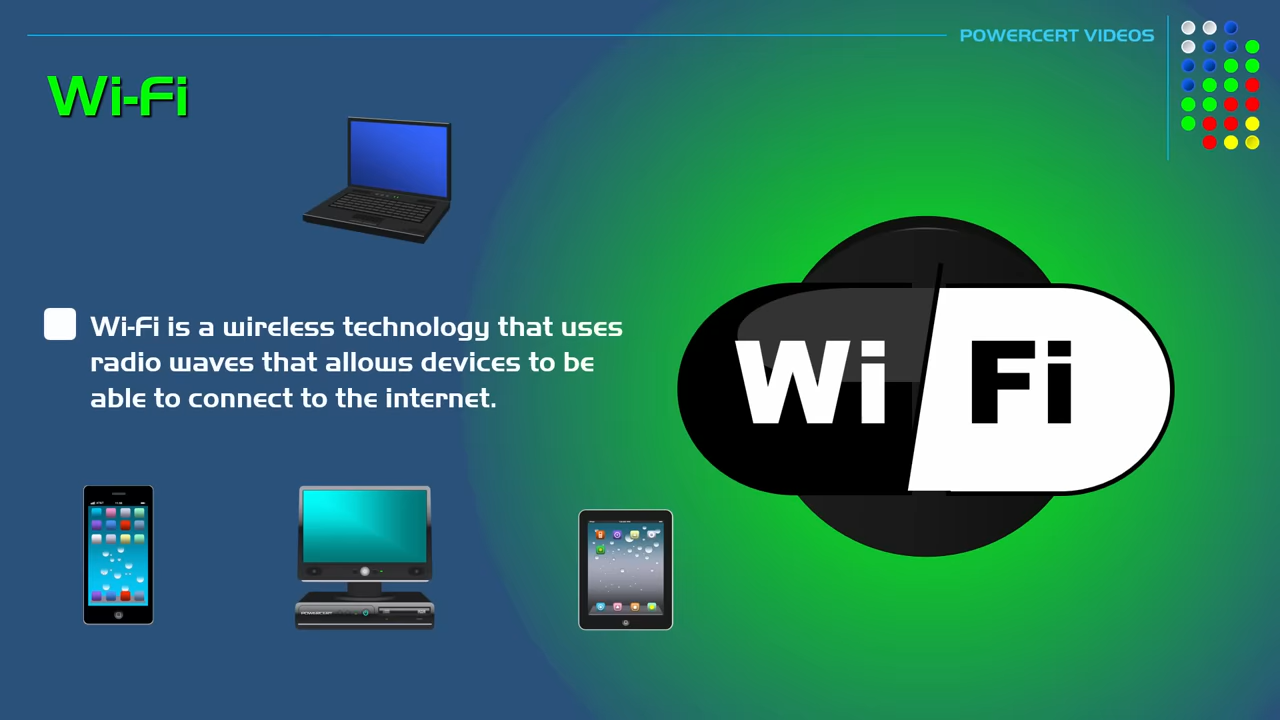 POWERCERT VIDEOS
Wi-Fi
Wi-Fi is a wireless technology that uses
radio waves that allows devices to be
able to connect to the internet.
Wi Fi
POWERCERT